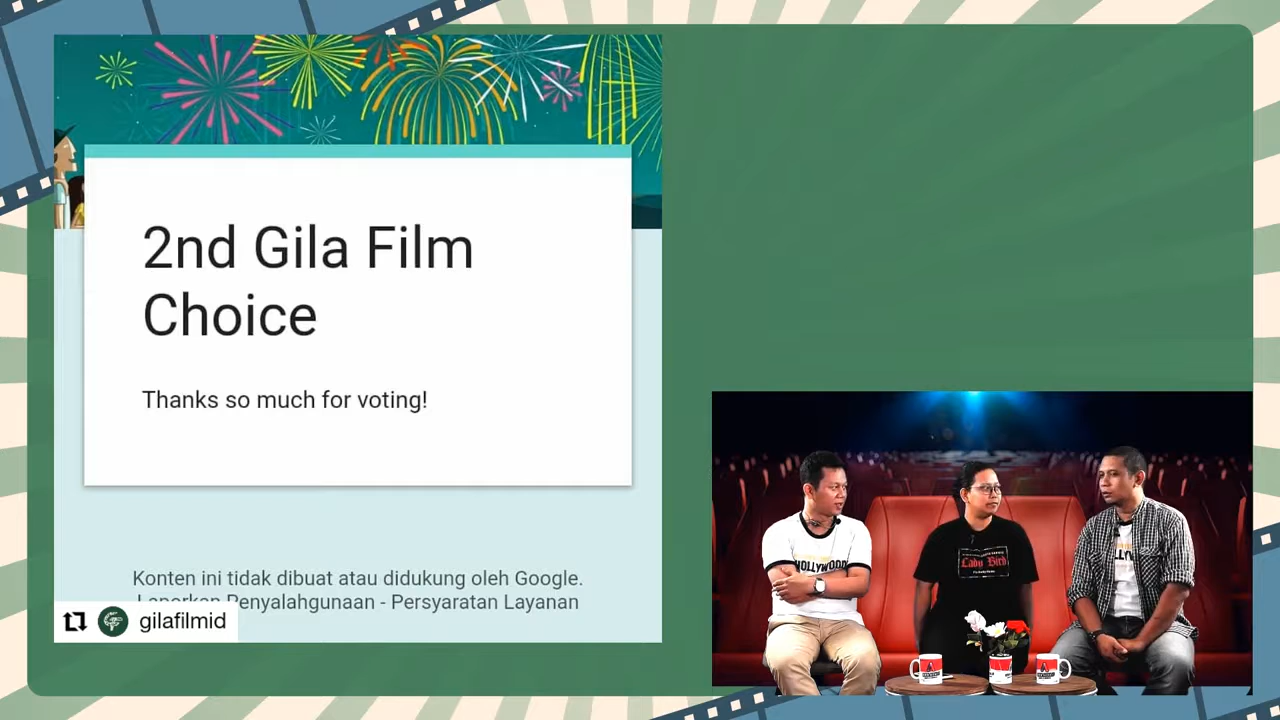 2nd Gila Film
Choice
Thanks so much for voting!
Konten ini tidak dibuat atau didukung oleh Google.
Laporkan Penyalahgunaan - Persyaratan Layanan
gilafilmid
HOLLYWOOD
Lady Bird